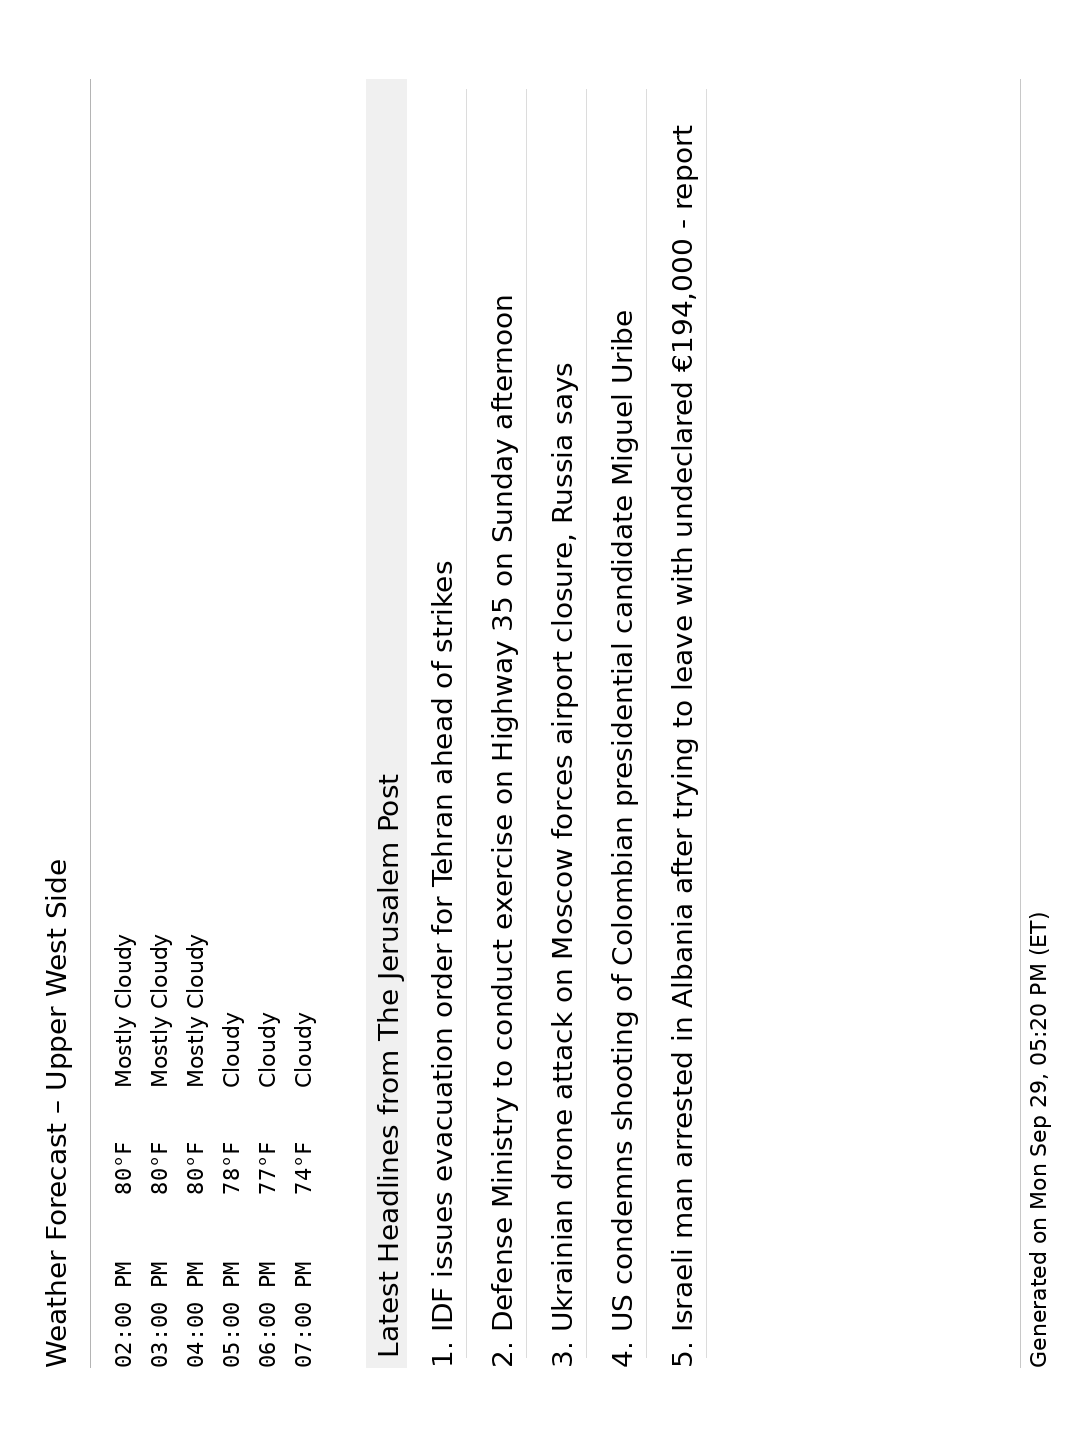 Weather Forecast – Upper West Side
02:00 PM 80°F Mostly Cloudy
03:00 PM 80°F Mostly Cloudy
04:00 PM 80°F Mostly Cloudy
05:00 PM 78°F Cloudy
06:00 PM 77°F Cloudy
07:00 PM 74°F Cloudy
Latest Headlines from The Jerusalem Post
1. IDF issues evacuation order for Tehran ahead of strikes
2. Defense Ministry to conduct exercise on Highway 35 on Sunday afternoon
3. Ukrainian drone attack on Moscow forces airport closure, Russia says
4. US condemns shooting of Colombian presidential candidate Miguel Uribe
5. Israeli man arrested in Albania after trying to leave with undeclared €194,000 - report
Generated on Mon Sep 29, 05:20 PM (ET)